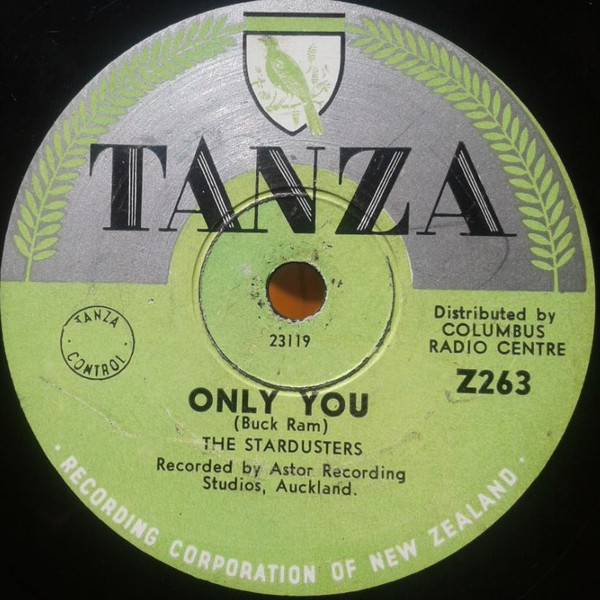 TANZA
23119
TANZA
CONTROL.
Distributed by
COLUMBUS
RADIO CENTRE
Z263
ONLY YOU
(Buck Ram)
THE STARDUSTERS
Recorded by Astor Recording
Studios, Auckland.
· RECORDING CORPORATION OF NEW ZEALAND ·